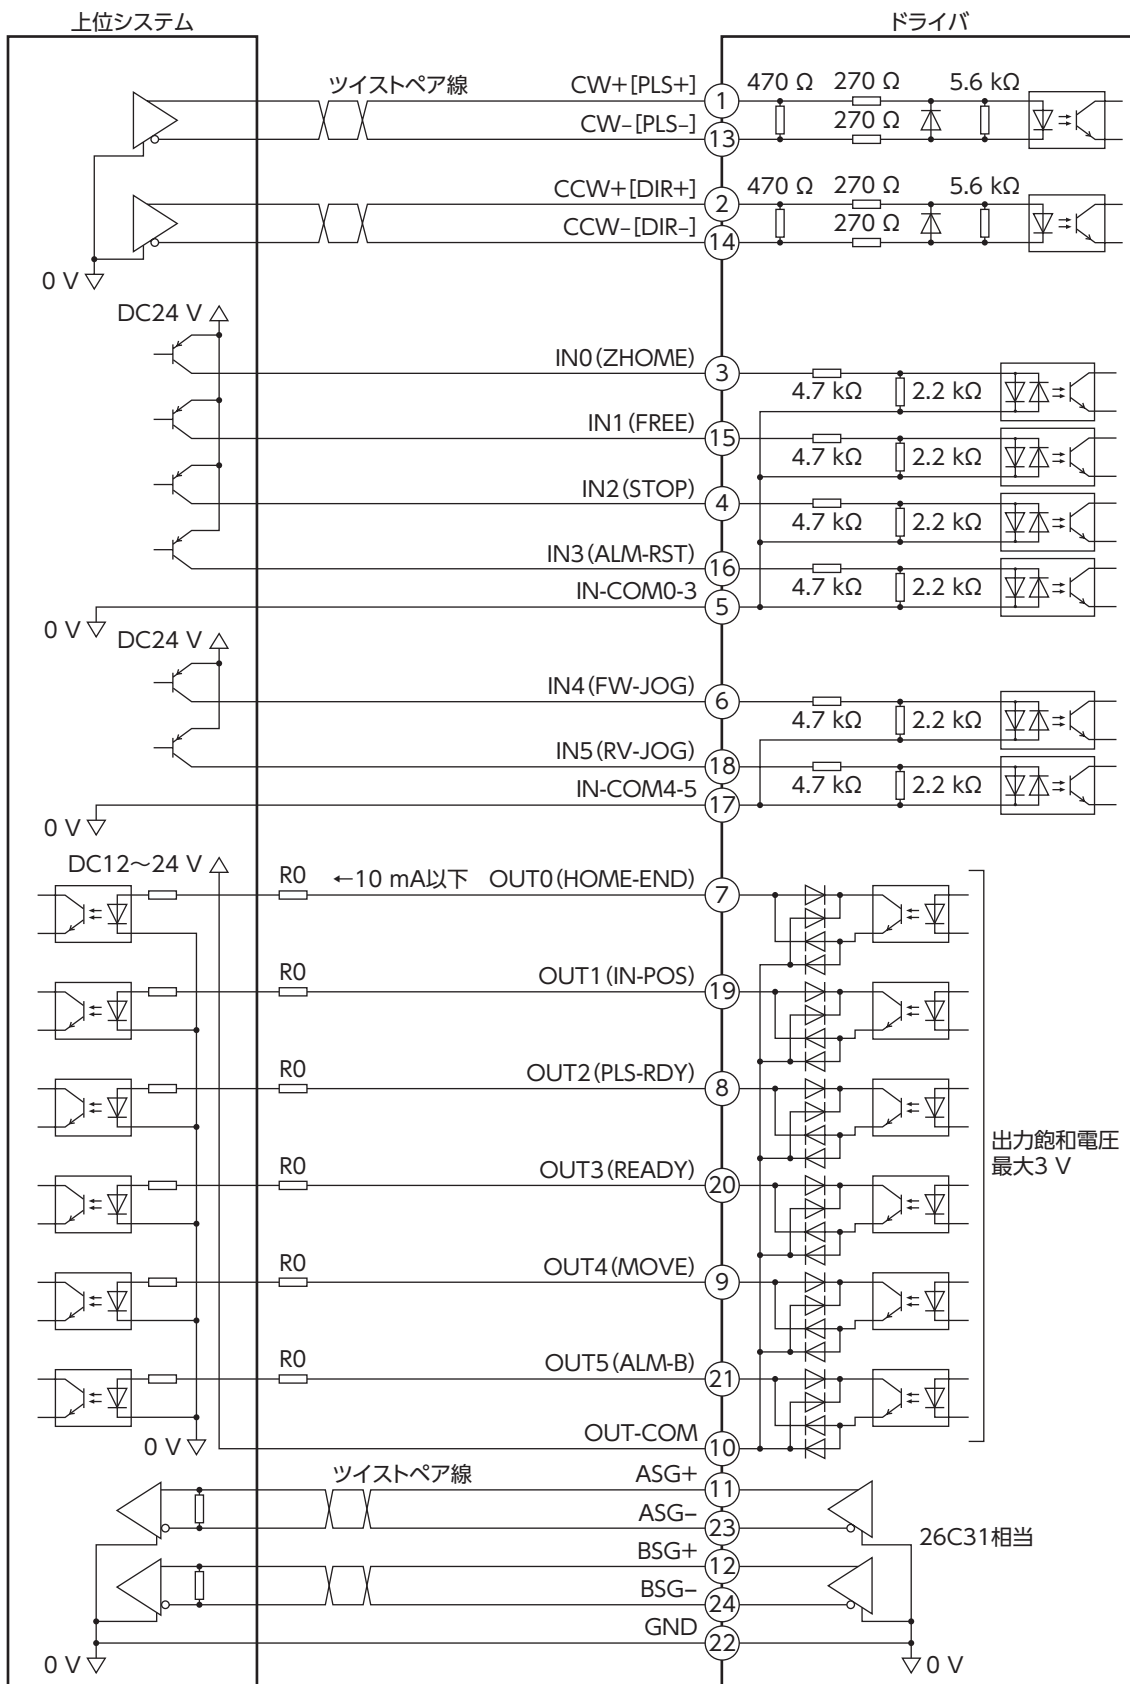 上位システム
ドライバ
ツイストペア線
CW+[PLS+]
1
470 Ω
270 Ω
5.6 kΩ
CW–[PLS–]
13
270 Ω
CCW+[DIR+]
2
470 Ω
270 Ω
5.6 kΩ
CCW–[DIR–]
14
270 Ω
0 V
DC24 V
IN0(ZHOME)
3
4.7 kΩ
2.2 kΩ
IN1(FREE)
15
4.7 kΩ
2.2 kΩ
IN2(STOP)
4
4.7 kΩ
2.2 kΩ
IN3(ALM-RST)
16
4.7 kΩ
2.2 kΩ
IN-COM0-3
5
0 V
DC24 V
IN4(FW-JOG)
6
4.7 kΩ
2.2 kΩ
IN5(RV-JOG)
18
4.7 kΩ
2.2 kΩ
IN-COM4-5
17
0 V
DC12～24 V
R0
←10 mA以下
OUT0(HOME-END)
7
R0
OUT1(IN-POS)
19
R0
OUT2(PLS-RDY)
8
出力飽和電圧
最大3 V
R0
OUT3(READY)
20
R0
OUT4(MOVE)
9
R0
OUT5(ALM-B)
21
0 V
OUT-COM
10
ツイストペア線
ASG+
11
ASG–
23
26C31相当
BSG+
12
BSG–
24
GND
22
0 V
0 V